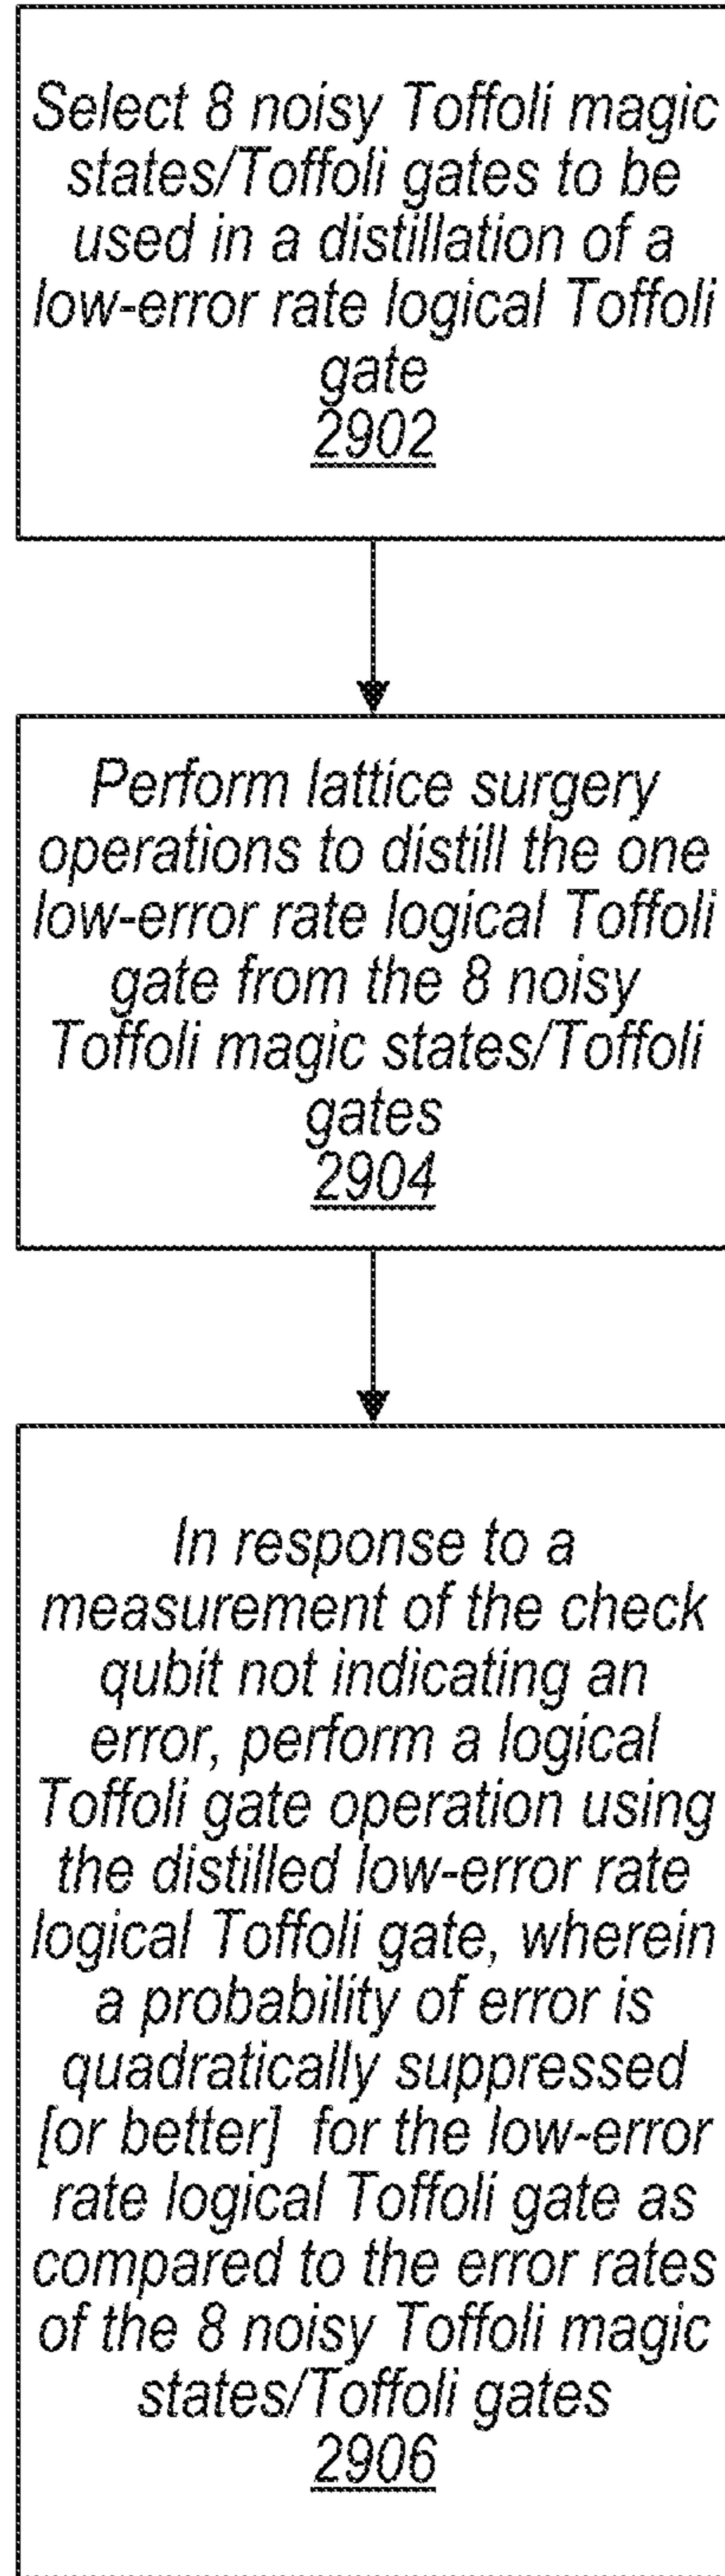 Select 8 noisy Toffoli magic
states/Toffoli gates to be
used in a distillation of a
low-error rate logical Toffoli
gate
2902
Perform lattice surgery
operations to distill the one
low-error rate logical Toffoli
gate from the 8 noisy
Toffoli magic states/Toffoli
gates
2904
In response to a
measurement of the check
qubit not indicating an
error, perform a logical
Toffoli gate operation using
the distilled low-error rate
logical Toffoli gate, wherein
a probability of error is
quadratically suppressed
[or better] for the low-error
rate logical Toffoli gate as
compared to the error rates
of the 8 noisy Toffoli magic
states/Toffoli gates
2906